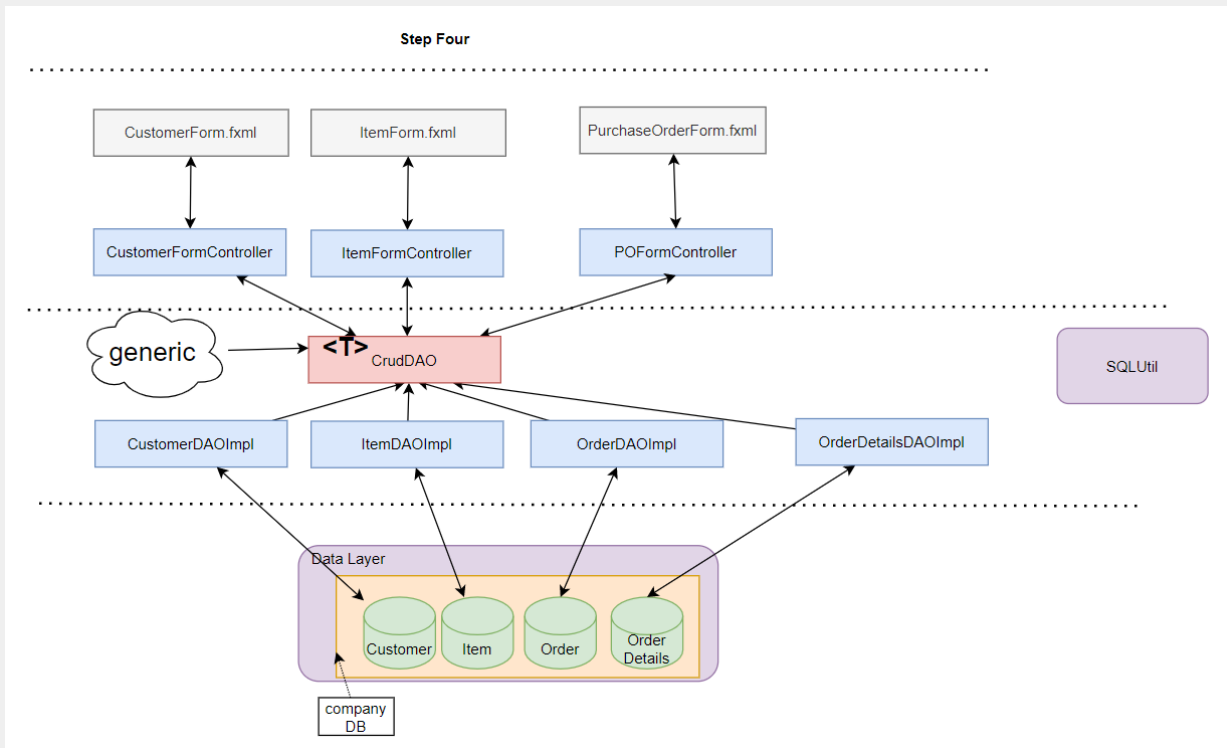 Step Four
CustomerForm.fxml
ItemForm.fxml
PurchaseOrderForm.fxml
CustomerFormController
ItemFormController
POFormController
generic
<T>
CrudDAO
SQLUtil
CustomerDAOImpl
ItemDAOImpl
OrderDAOImpl
OrderDetailsDAOImpl
Data Layer
Customer
Item
Order
Order
Details
company
DB